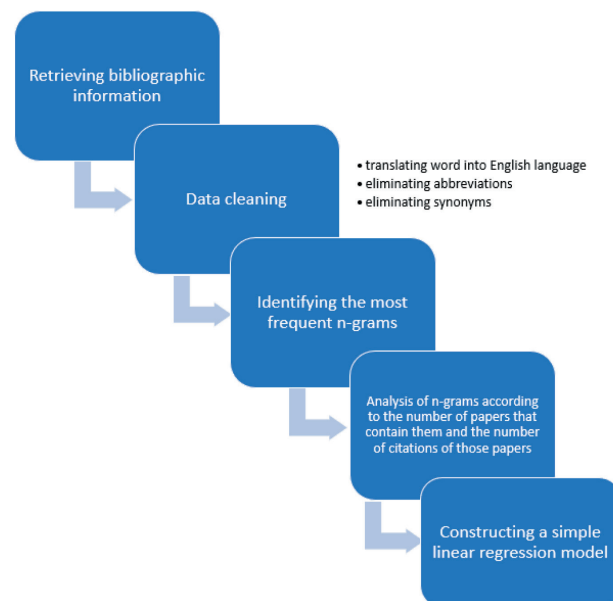 Retrieving bibliographic
information
Data cleaning
• translating word into English language
• eliminating abbreviations
• eliminating synonyms
Identifying the most
frequent n-grams
Analysis of n-grams according
to the number of papers that
contain them and the number
of citations of those papers
Constructing a simple
linear regression model